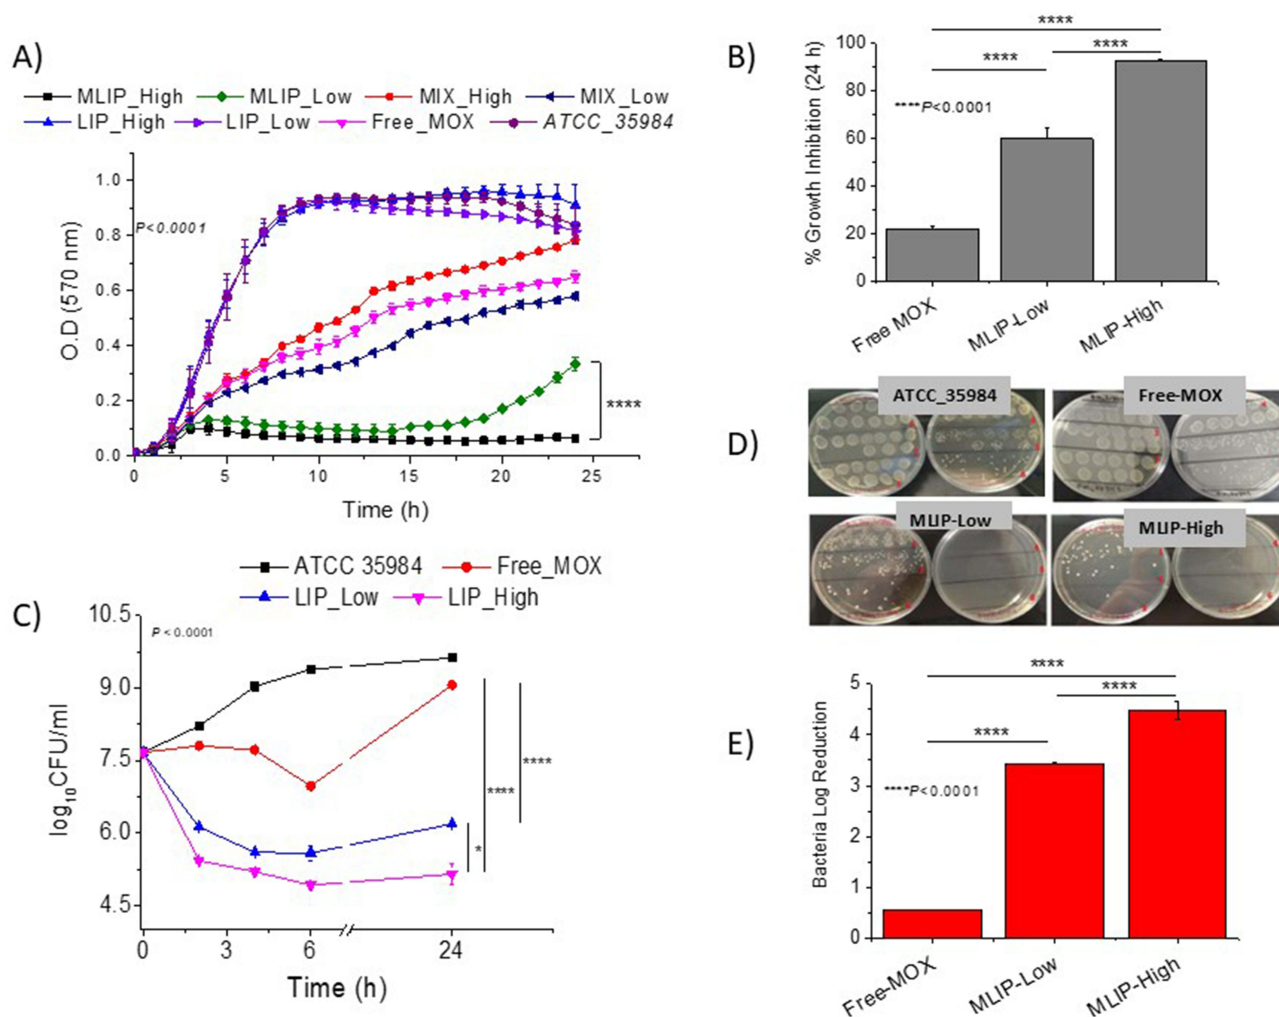 A)
MLIP_High MLIP_Low MIX_High MIX_Low
LIP_High LIP_Low Free_MOX ATCC_35984
P<0.0001
O.D (570 nm)
1.0
0.8
0.6
0.4
0.2
0.0
****
0 5 10 15 20 25
Time (h)
B)
****
**** ****
****P<0.0001
% Growth Inhibition (24 h)
100
80
60
40
20
0
Free MOX MLIP-Low MLIP-High
C)
ATCC 35984 Free_MOX
LIP_Low LIP_High
P < 0.0001
log10CFU/ml
10.5
9.0
7.5
6.0
4.5
****
****
*
0 3 6 24
Time (h)
D)
ATCC_35984 Free-MOX
MLIP-Low MLIP-High
E)
****
****
****
****P<0.0001
Bacteria Log Reduction
5
4
3
2
1
0
Free-MOX MLIP-Low MLIP-High